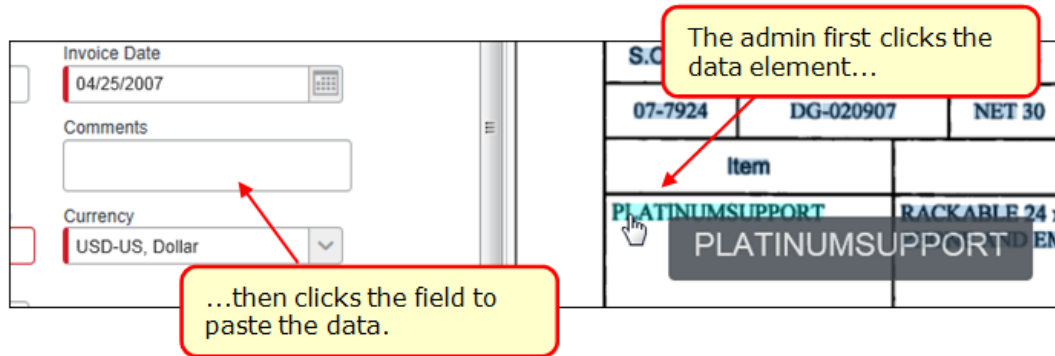 Invoice Date
04/25/2007
Comments
Currency
USD-US, Dollar
...then clicks the field to
paste the data.
The admin first clicks the
data element...
S.O
07-7924 DG-020907 NET 30
Item
PLATINUMSUPPORT RACKABLE 24 x
PLATINUMSUPPORT